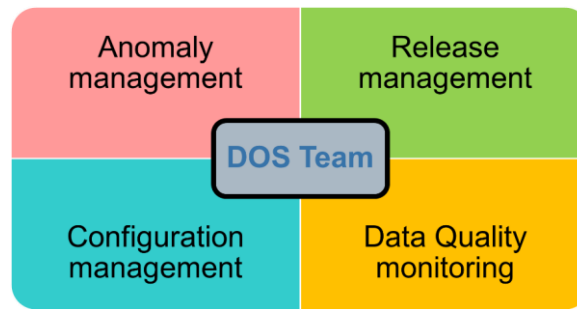 Anomaly
management
Release
management
DOS Team
Configuration
management
Data Quality
monitoring